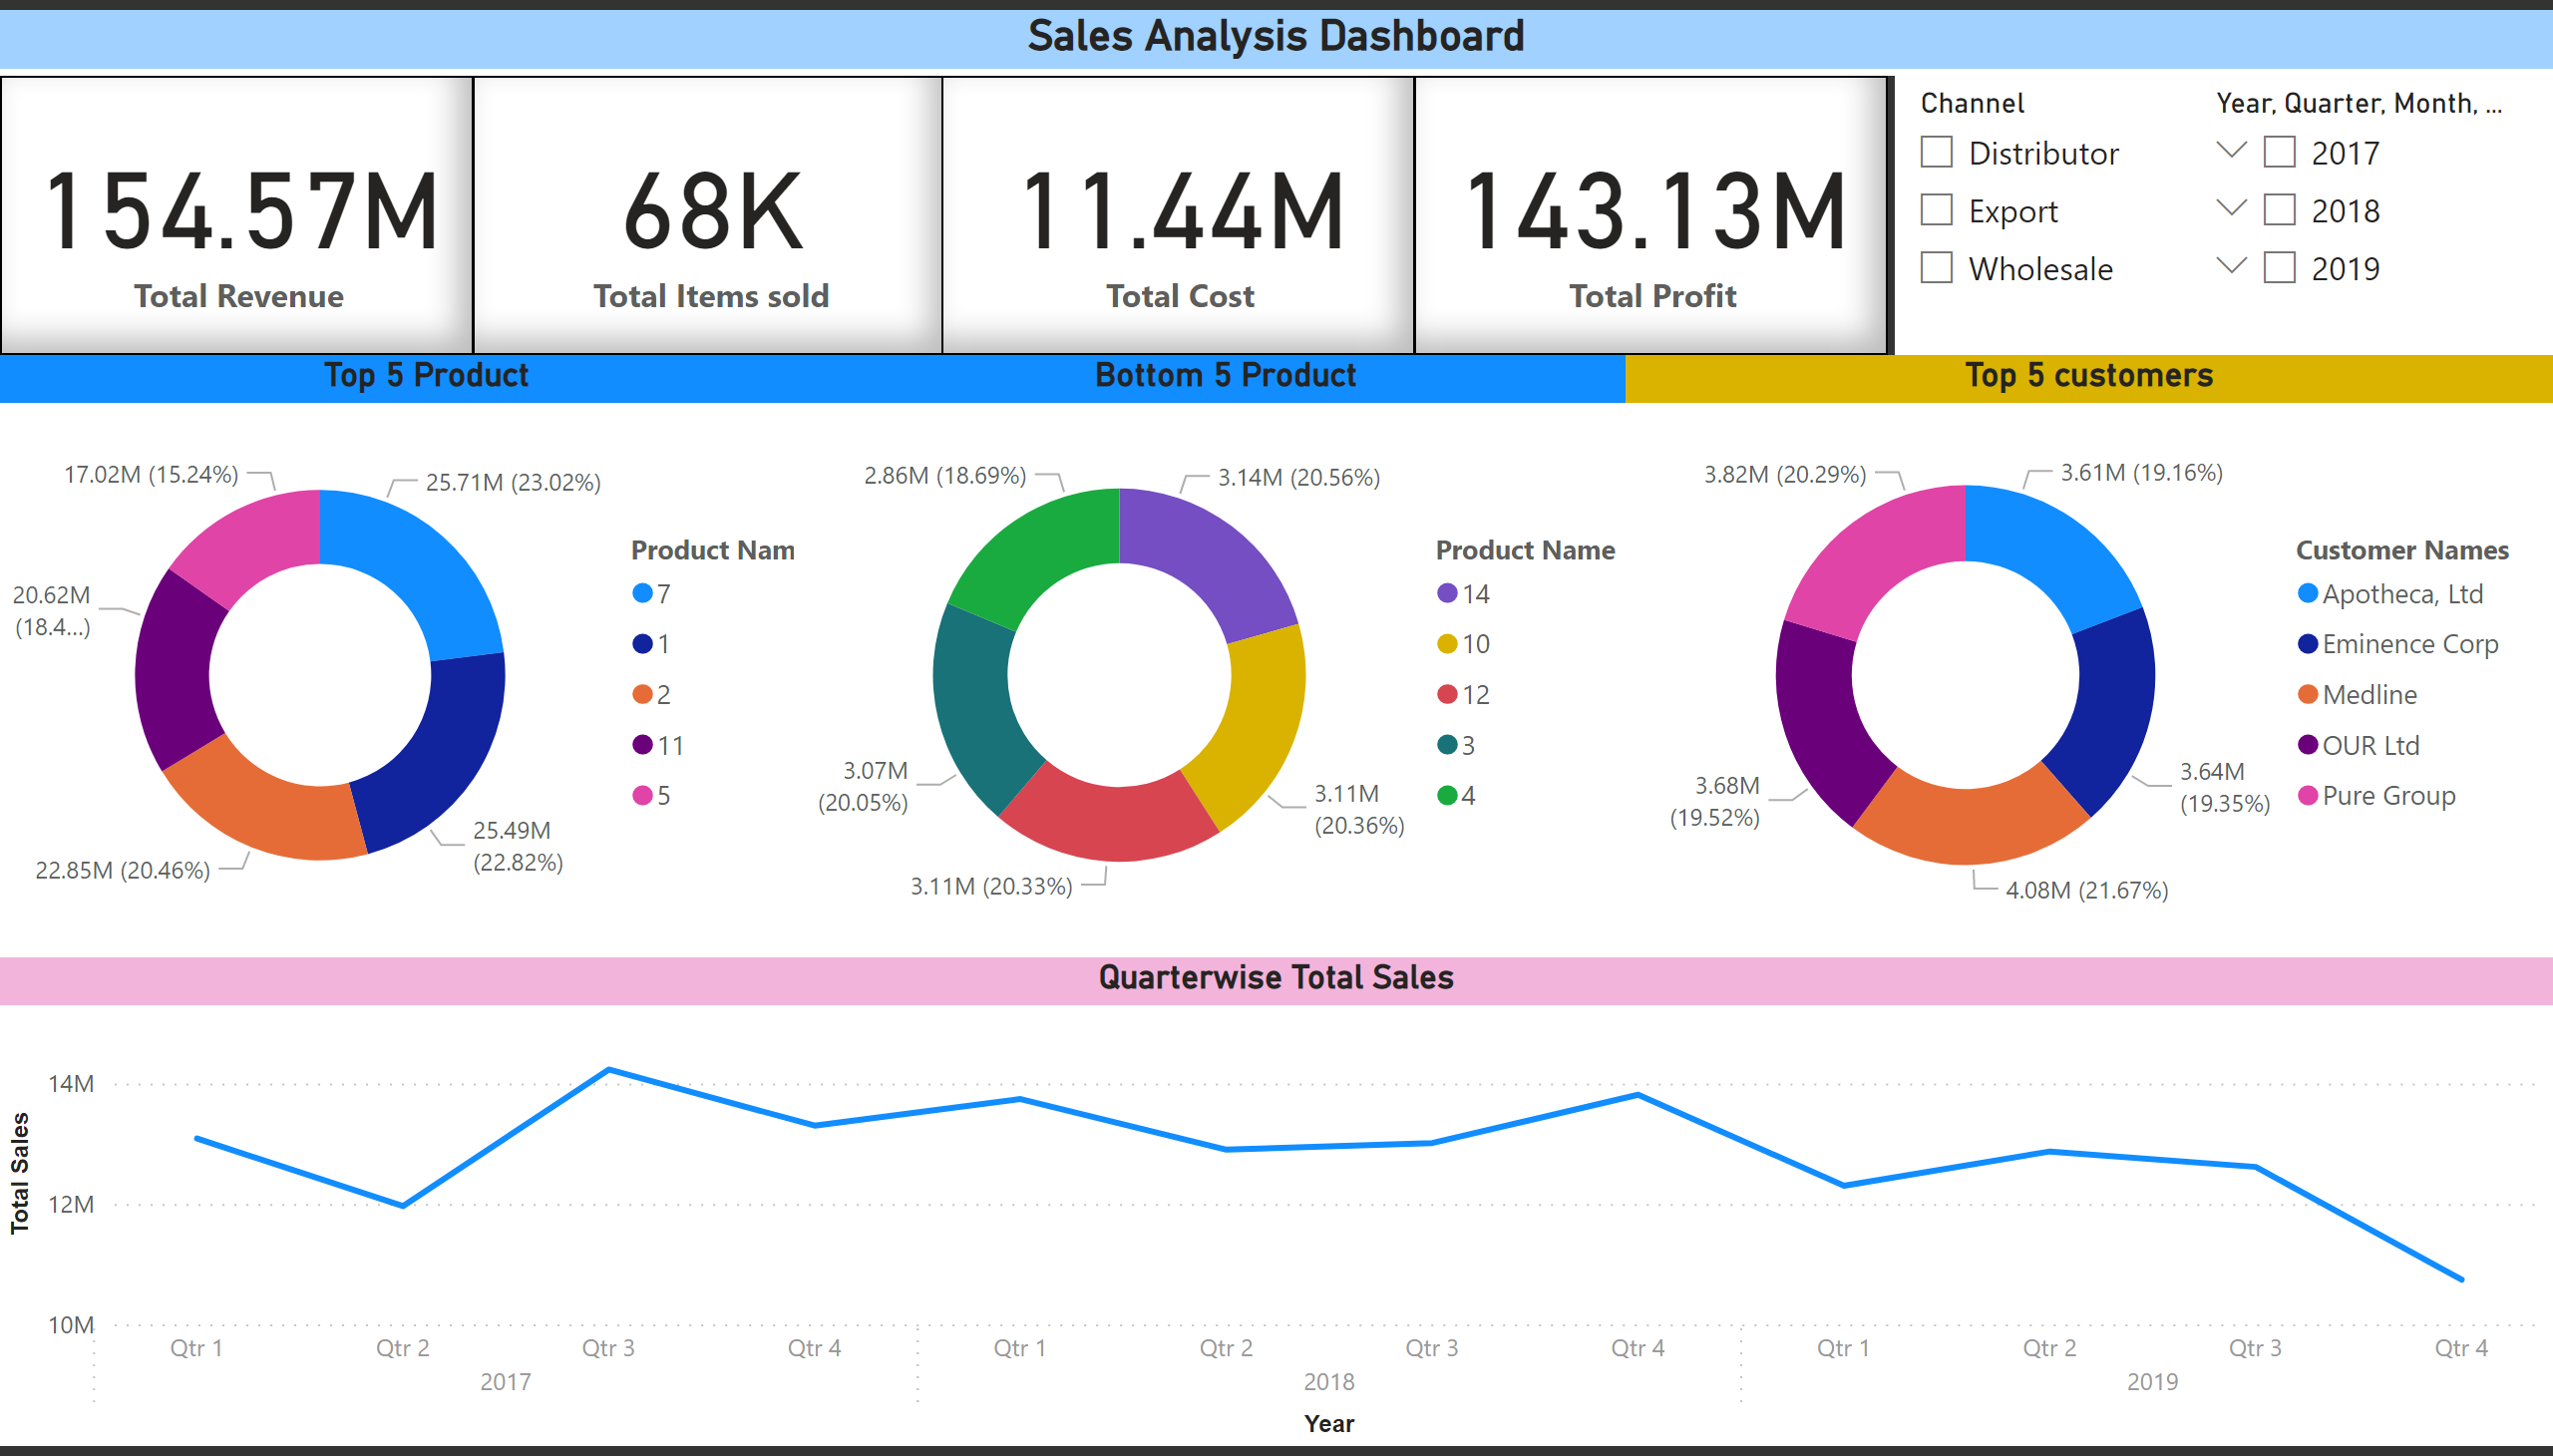 Sales Analysis Dashboard
154.57M
Total Revenue
68K
Total Items sold
11.44M
Total Cost
143.13M
Total Profit
Channel
Distributor
Export
Wholesale
Year, Quarter, Month, ...
2017
2018
2019
Top 5 Product
Bottom 5 Product
Top 5 customers
17.02M (15.24%)
25.71M (23.02%)
20.62M
(18.4...)
22.85M (20.46%)
25.49M
(22.82%)
Product Nam
7
1
2
11
5
2.86M (18.69%)
3.14M (20.56%)
3.07M
(20.05%)
3.11M
(20.36%)
3.11M (20.33%)
Product Name
14
10
12
3
4
3.82M (20.29%)
3.61M (19.16%)
3.68M
(19.52%)
3.64M
(19.35%)
4.08M (21.67%)
Customer Names
Apotheca, Ltd
Eminence Corp
Medline
OUR Ltd
Pure Group
Quarterwise Total Sales
Total Sales
14M
12M
10M
Qtr 1 Qtr 2 Qtr 3 Qtr 4 Qtr 1 Qtr 2 Qtr 3 Qtr 4 Qtr 1 Qtr 2 Qtr 3 Qtr 4
2017 2018 2019
Year